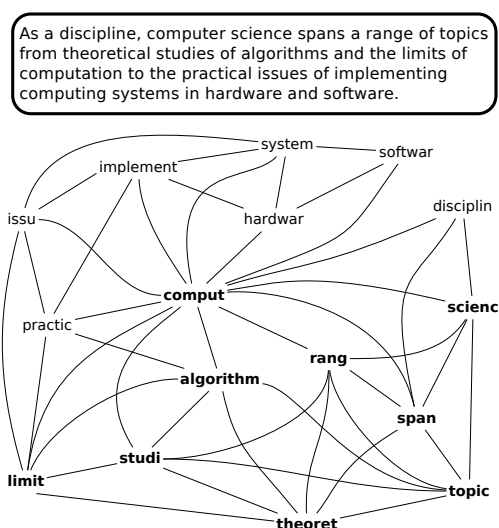 As a discipline, computer science spans a range of topics
from theoretical studies of algorithms and the limits of
computation to the practical issues of implementing
computing systems in hardware and software.
system
softwar
implement
disciplin
issu
hardwar
comput
scienc
practic
rang
algorithm
span
studi
limit
topic
theoret